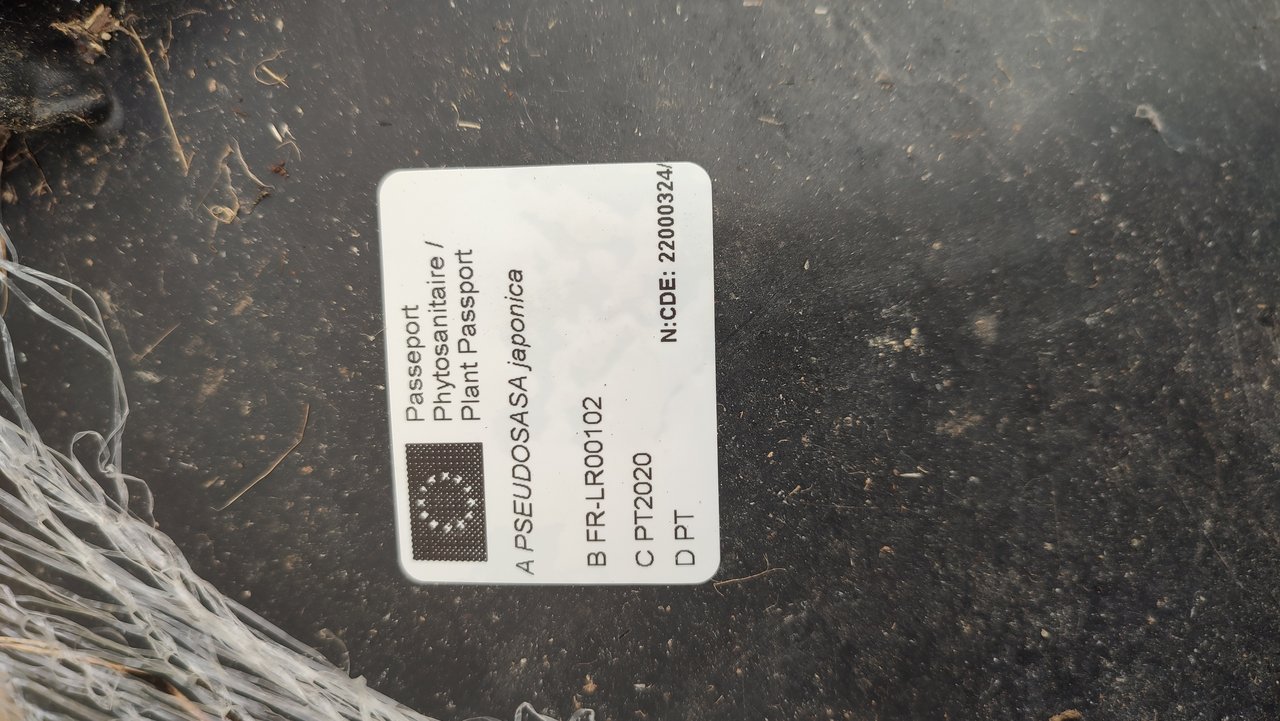 Passeport
Phytosanitaire /
Plant Passport
A PSEUDOSASA japonica
B FR-LR00102
C PT2020
D PT
N:CDE: 22000324/